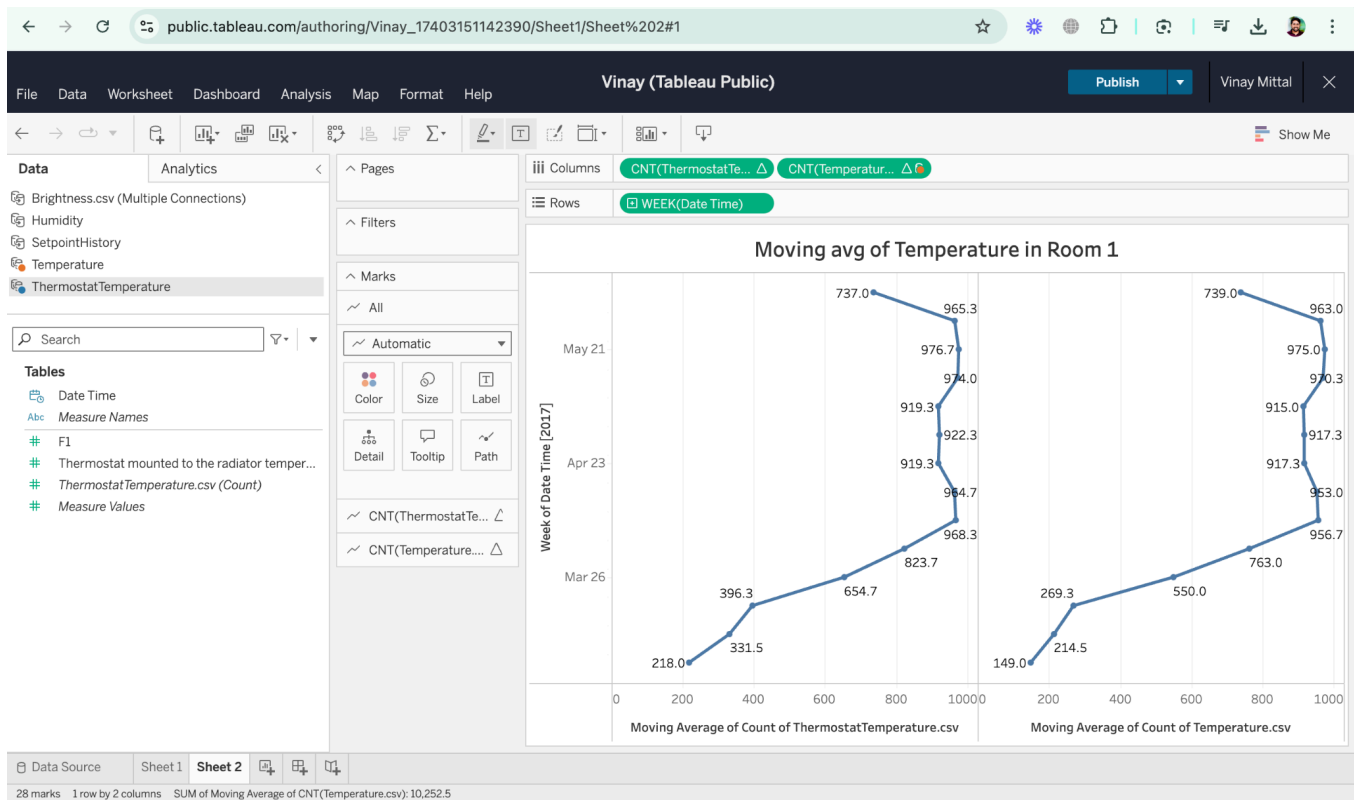 public.tableau.com/authoring/Vinay_17403151142390/Sheet1/Sheet%202#1
Vinay (Tableau Public)
Publish
Vinay Mittal
File Data Worksheet Dashboard Analysis Map Format Help
Show Me
Data Analytics
Brightness.csv (Multiple Connections)
Humidity
SetpointHistory
Temperature
ThermostatTemperature
Search
Tables
Date Time
Abc Measure Names
F1
Thermostat mounted to the radiator temper...
ThermostatTemperature.csv (Count)
Measure Values
Pages
Filters
Marks
All
Automatic
Color Size Label
Detail Tooltip Path
CNT(ThermostatTe...
CNT(Temperature....
Columns CNT(ThermostatTe... CNT(Temperatur...
Rows WEEK(Date Time)
Moving avg of Temperature in Room 1
Week of Date Time [2017]
May 21
Apr 23
Mar 26
737.0
965.3
976.7
974.0
919.3
922.3
919.3
964.7
968.3
823.7
654.7
396.3
331.5
218.0
0 200 400 600 800 1000
Moving Average of Count of ThermostatTemperature.csv
739.0
963.0
975.0
970.3
915.0
917.3
917.3
953.0
956.7
763.0
550.0
269.3
214.5
149.0
0 200 400 600 800 1000
Moving Average of Count of Temperature.csv
Data Source Sheet 1 Sheet 2
28 marks 1 row by 2 columns SUM of Moving Average of CNT(Temperature.csv): 10,252.5